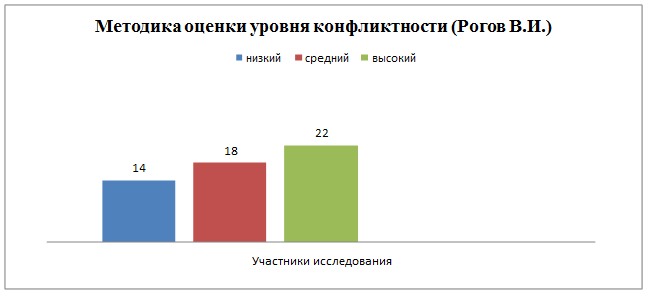 Методика оценки уровня конфликтности (Рогов В.И.)
низкий средний высокий
14
18
22
Участники исследования